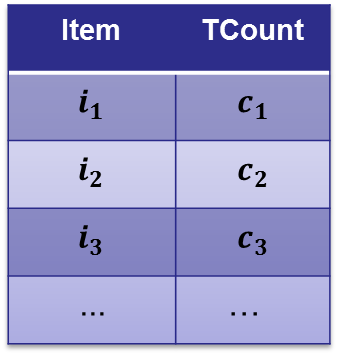 Item TCount
i₁ c₁
i₂ c₂
i₃ c₃
... ...